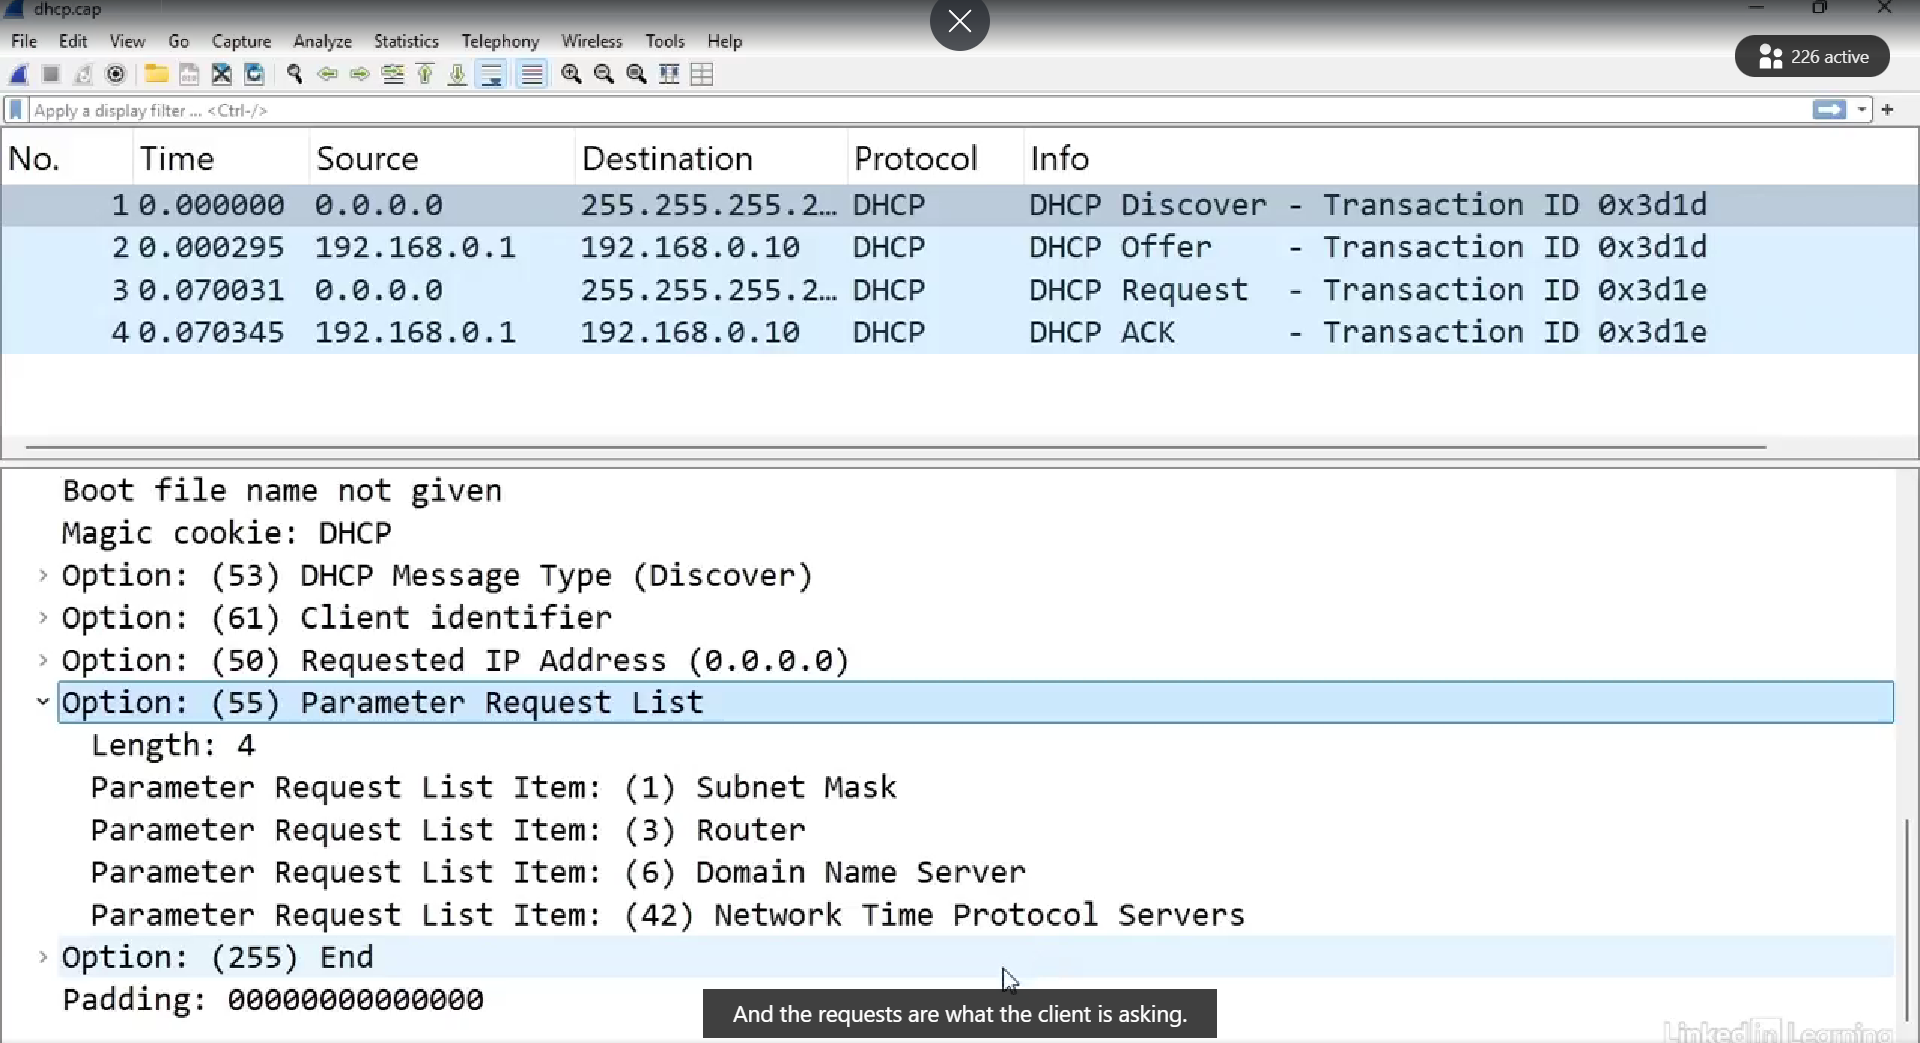 dhcp.cap
226 active
File Edit View Go Capture Analyze Statistics Telephony Wireless Tools Help
Apply a display filter ... <Ctrl-/>
No. Time Source Destination Protocol Info
1 0.000000 0.0.0.0 255.255.255.2… DHCP DHCP Discover - Transaction ID 0x3d1d
2 0.000295 192.168.0.1 192.168.0.10 DHCP DHCP Offer - Transaction ID 0x3d1d
3 0.070031 0.0.0.0 255.255.255.2… DHCP DHCP Request - Transaction ID 0x3d1e
4 0.070345 192.168.0.1 192.168.0.10 DHCP DHCP ACK - Transaction ID 0x3d1e
Boot file name not given
Magic cookie: DHCP
Option: (53) DHCP Message Type (Discover)
Option: (61) Client identifier
Option: (50) Requested IP Address (0.0.0.0)
Option: (55) Parameter Request List
Length: 4
Parameter Request List Item: (1) Subnet Mask
Parameter Request List Item: (3) Router
Parameter Request List Item: (6) Domain Name Server
Parameter Request List Item: (42) Network Time Protocol Servers
Option: (255) End
Padding: 00000000000000
And the requests are what the client is asking.
Linked in Learning